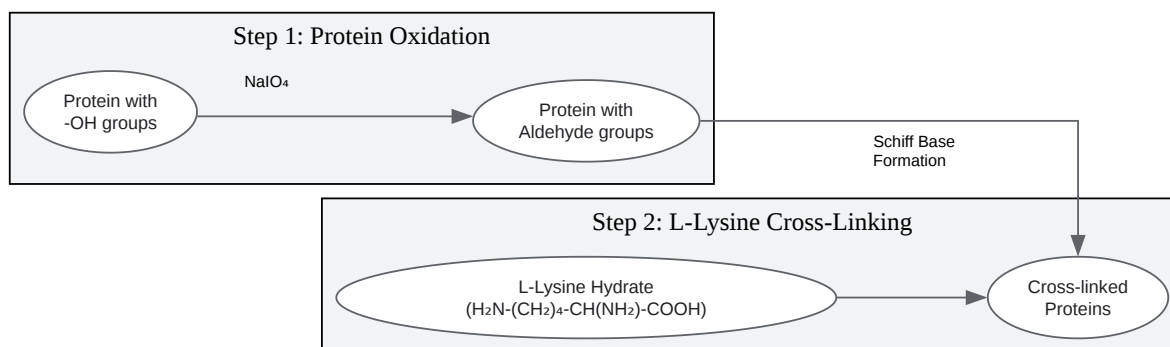 Step 1: Protein Oxidation
NaIO₄
Protein with
-OH groups
Protein with
Aldehyde groups
Schiff Base
Formation
Step 2: L-Lysine Cross-Linking
L-Lysine Hydrate
(H₂N-(CH₂)₄-CH(NH₂)-COOH)
Cross-linked
Proteins